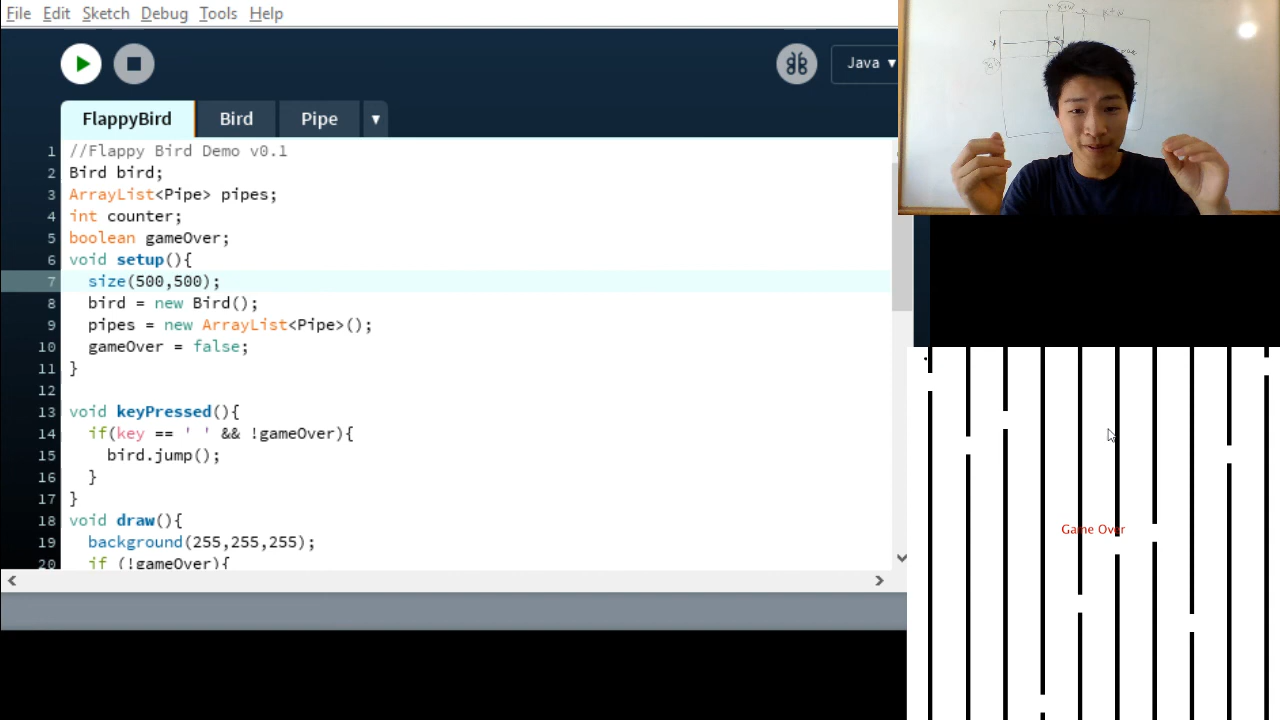 File Edit Sketch Debug Tools Help
Java ▾
FlappyBird Bird Pipe ▾
1 //Flappy Bird Demo v0.1
2 Bird bird;
3 ArrayList<Pipe> pipes;
4 int counter;
5 boolean gameOver;
6 void setup(){
7 size(500,500);
8 bird = new Bird();
9 pipes = new ArrayList<Pipe>();
10 gameOver = false;
11 }
12
13 void keyPressed(){
14 if(key == ' ' && !gameOver){
15 bird.jump();
16 }
17 }
18 void draw(){
19 background(255,255,255);
20 if (!gameOver){
Game Over